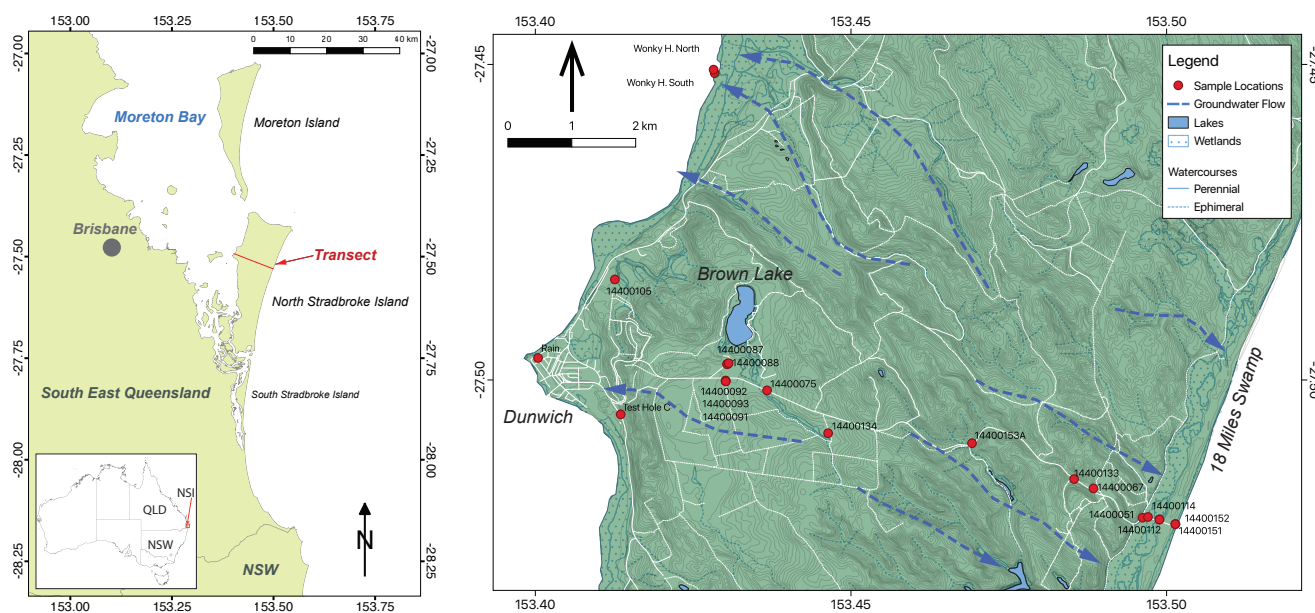 153.00
153.25
153.50
153.75
0
10
20
30
40 km
-27.00
-27.25
-27.50
-27.75
-28.00
-28.25
-27.00
-27.25
-27.50
-27.75
-28.00
-28.25
Moreton Bay
Moreton Island
Brisbane
Transect
North Stradbroke Island
South East Queensland
South Stradbroke Island
NSI
QLD
NSW
N
NSW
153.00
153.25
153.50
153.75
153.40
153.45
153.50
-27.45
-27.50
-27.45
-27.50
Wonky H. North
Wonky H. South
0
1
2 km
Legend
Sample Locations
Groundwater Flow
Lakes
Wetlands
Watercourses
Perennial
Ephemeral
Brown Lake
14400105
Rain
14400087
14400088
14400092
14400093
14400091
14400075
Dunwich
Test Hole C
14400134
14400153A
18 Miles Swamp
14400133
14400067
14400051
14400114
14400112
14400152
14400151
153.40
153.45
153.50